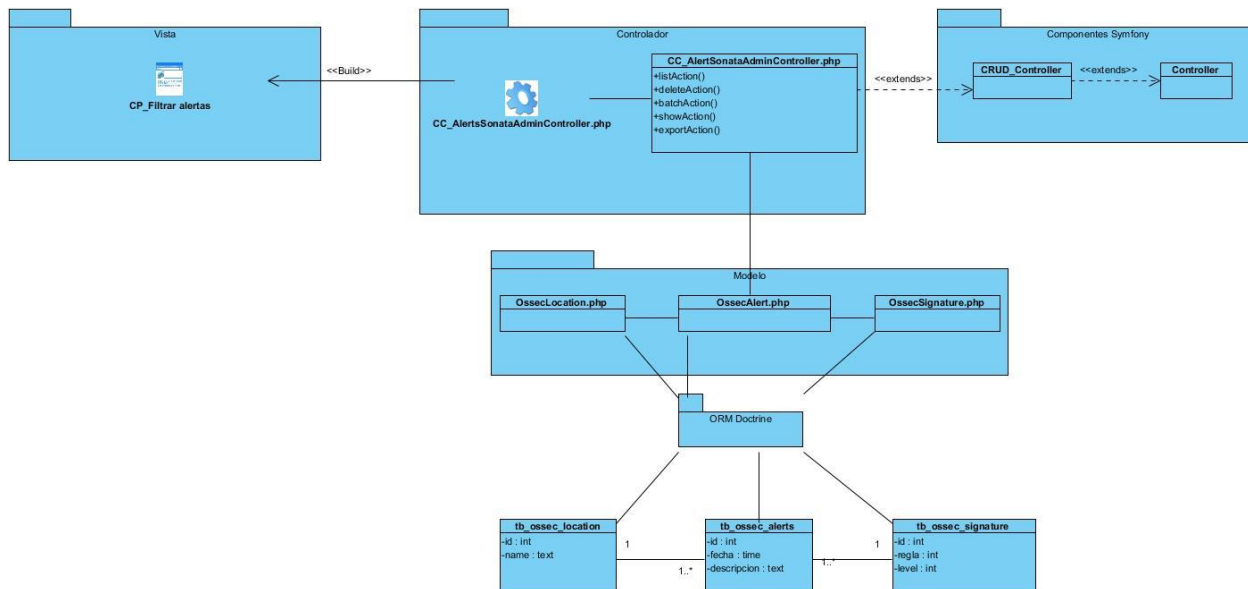 Vista
<<Build>>
CP_Filtrar alertas
Controlador
CC_AlertsSonataAdminController.php
CC_AlertSonataAdminController.php
+listAction()
+deleteAction()
+batchAction()
+showAction()
+exportAction()
<<extends>>
Componentes Symfony
CRUD_Controller
<<extends>>
Controller
Modelo
OssecLocation.php
OssecAlert.php
OssecSignature.php
ORM Doctrine
tb_ossec_location
-id : int
-name : text
1
1..*
tb_ossec_alerts
-id : int
-fecha : time
-descripcion : text
1..*
1
tb_ossec_signature
-id : int
-regla : int
-level : int